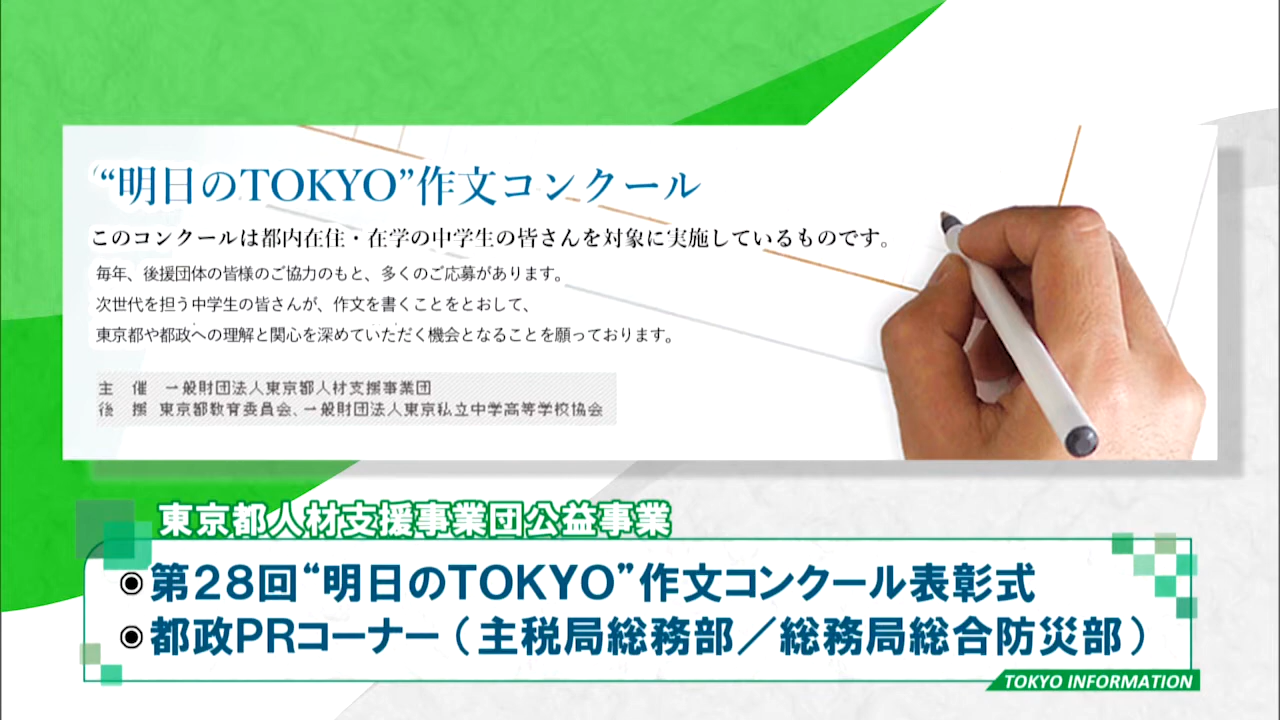 “明日のTOKYO”作文コンクール
このコンクールは都内在住・在学の中学生の皆さんを対象に実施しているものです。
毎年、後援団体の皆様のご協力のもと、多くのご応募があります。
次世代を担う中学生の皆さんが、作文を書くことをとおして、
東京都や都政への理解と関心を深めていただく機会となることを願っております。
主 催 一般財団法人東京都人材支援事業団
後 援 東京都教育委員会、一般財団法人東京私立中学高等学校協会
東京都人材支援事業団公益事業
◉第28回“明日のTOKYO”作文コンクール表彰式
◉都政PRコーナー(主税局総務部／総務局総合防災部)
TOKYO INFORMATION